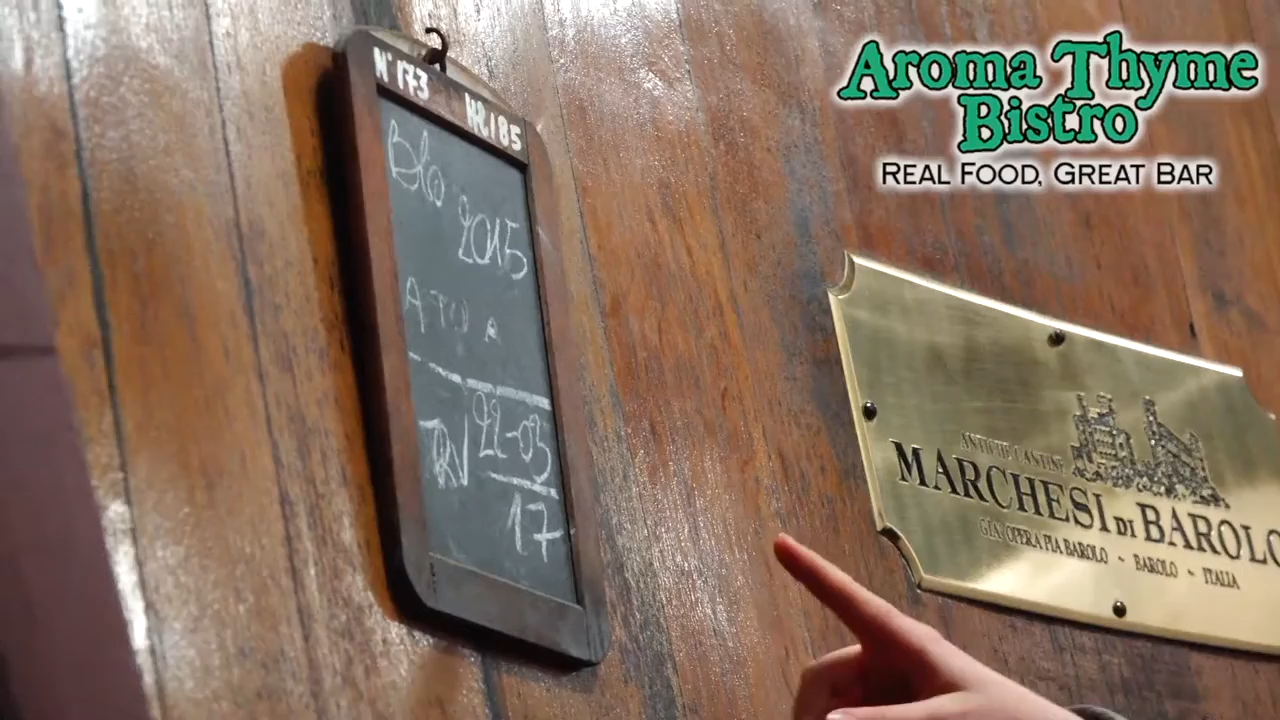 N° 173
Hl 185
Blo
2015
22-03
17
Aroma Thyme
Bistro
REAL FOOD, GREAT BAR
ANTICHE CANTINE
MARCHESI DI BAROLO
GIÀ OPERA PIA BAROLO ~ BAROLO ~ ITALIA